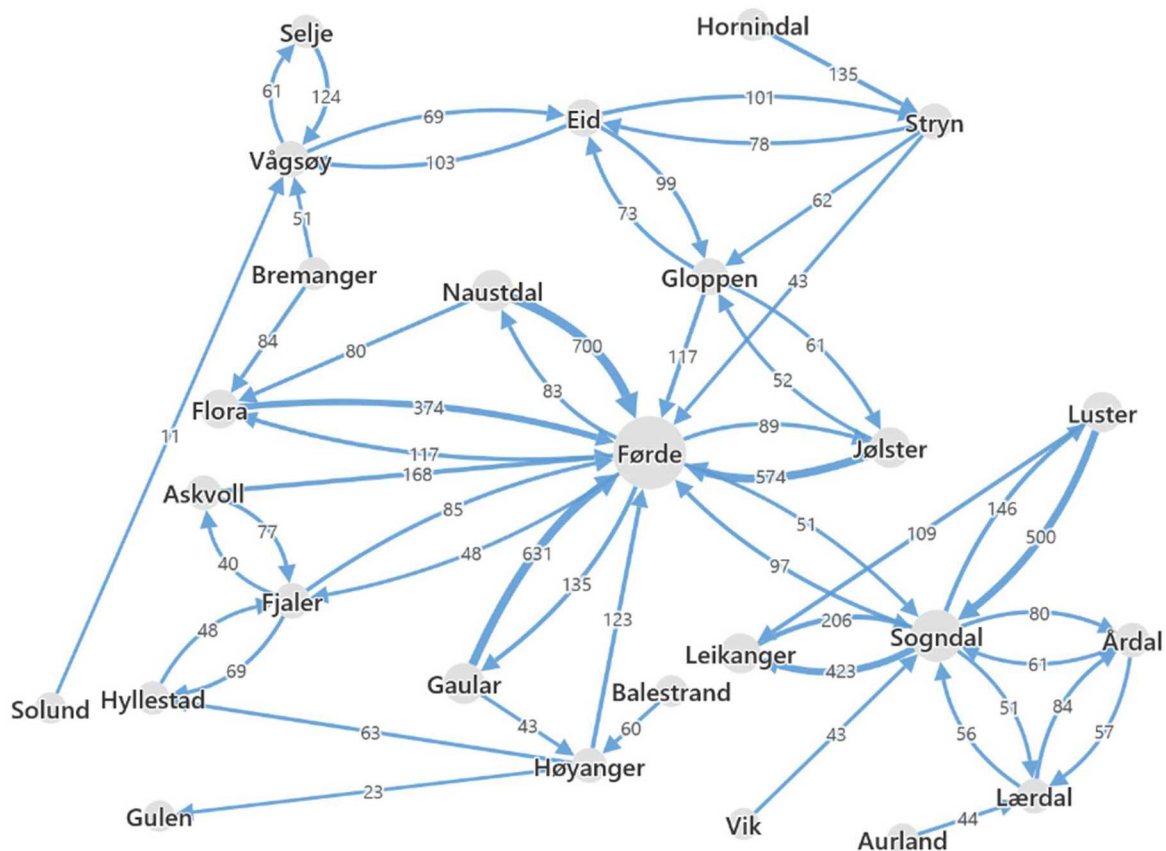 Hornindal
Selje
135
61
124
101
69
Eid
Stryn
78
Vågsøy
103
99
62
73
51
Bremanger
Gloppen
43
Naustdal
84
80
700
117
61
52
83
Flora
374
89
Luster
11
117
Førde
Jølster
168
574
Askvoll
85
51
146
77
109
500
48
631
97
40
135
Fjaler
48
123
206
80
Sogndal
Årdal
Leikanger
61
69
423
Gaular
Balestrand
Hyllestad
Solund
51
84
43
60
63
43
56
57
Høyanger
23
Lærdal
Gulen
Vik
44
Aurland